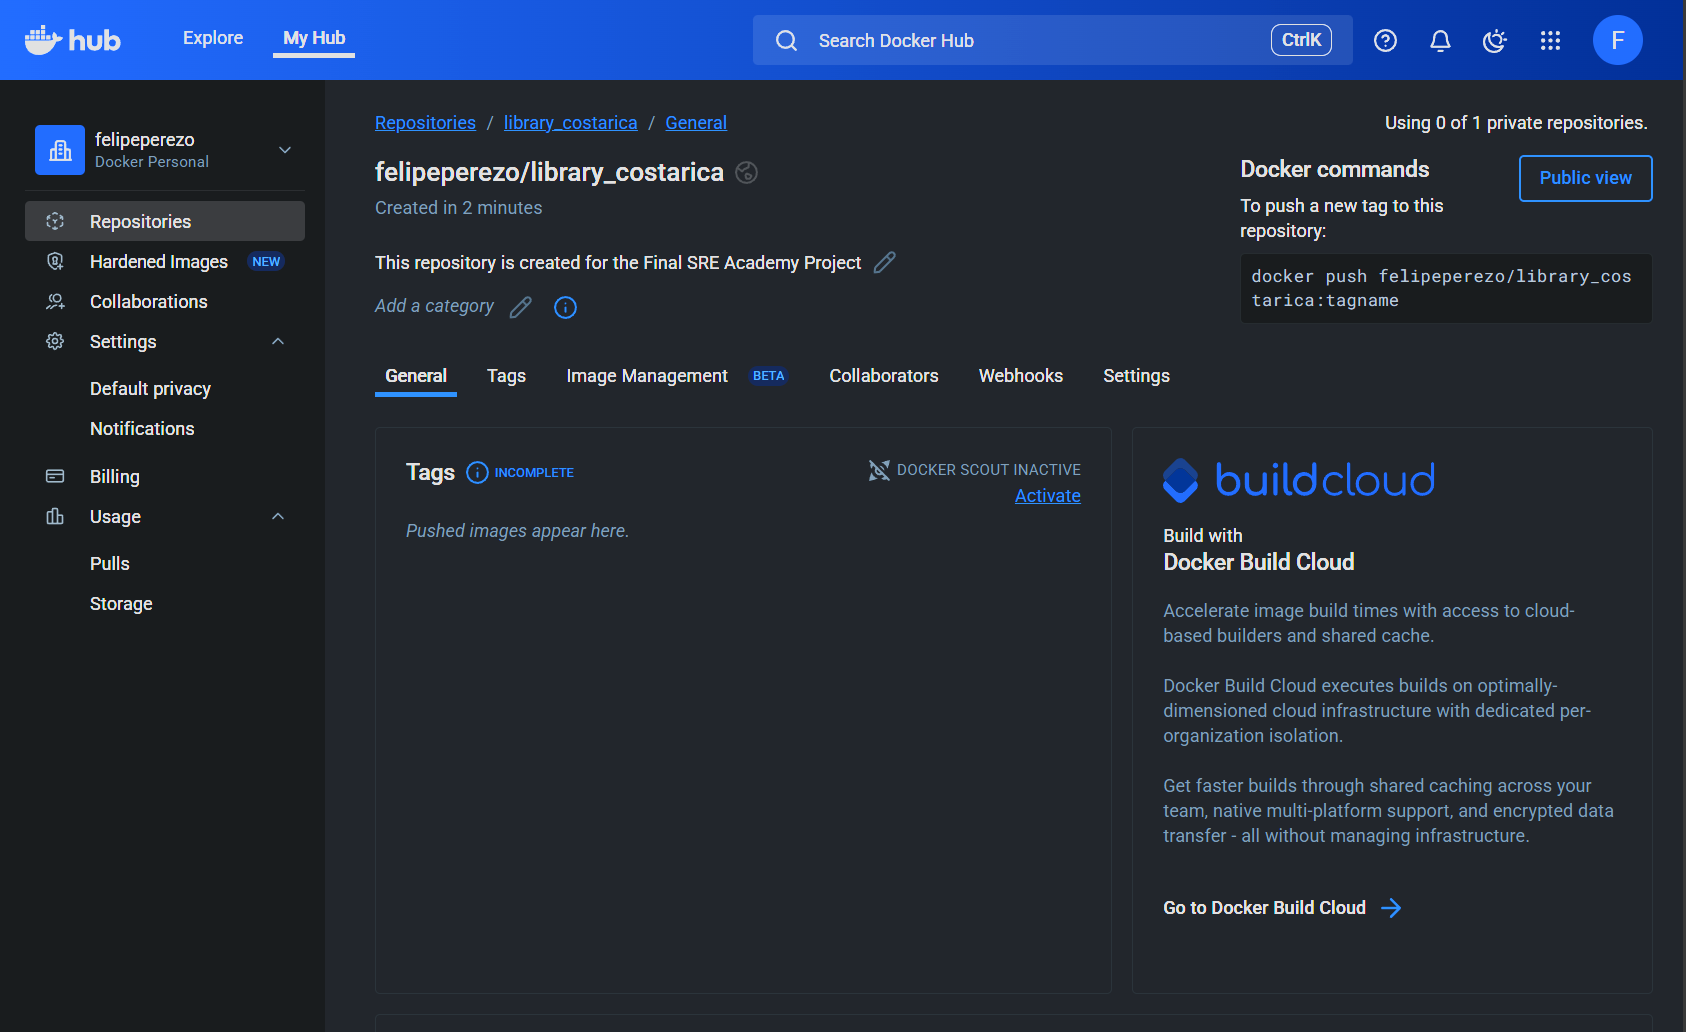 hub
Explore
My Hub
Search Docker Hub
CtrlK
F
felipeperezo
Docker Personal
Repositories
Hardened Images NEW
Collaborations
Settings
Default privacy
Notifications
Billing
Usage
Pulls
Storage
Repositories / library_costarica / General
Using 0 of 1 private repositories.
felipeperezo/library_costarica
Created in 2 minutes
This repository is created for the Final SRE Academy Project
Add a category
Docker commands
Public view
To push a new tag to this
repository:
docker push felipeperezo/library_cos
tarica:tagname
General
Tags
Image Management BETA
Collaborators
Webhooks
Settings
Tags INCOMPLETE
DOCKER SCOUT INACTIVE
Activate
Pushed images appear here.
buildcloud
Build with
Docker Build Cloud
Accelerate image build times with access to cloud-
based builders and shared cache.
Docker Build Cloud executes builds on optimally-
dimensioned cloud infrastructure with dedicated per-
organization isolation.
Get faster builds through shared caching across your
team, native multi-platform support, and encrypted data
transfer - all without managing infrastructure.
Go to Docker Build Cloud